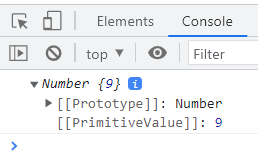 Elements Console
top Filter
Number {9} i
[[Prototype]]: Number
[[PrimitiveValue]]: 9